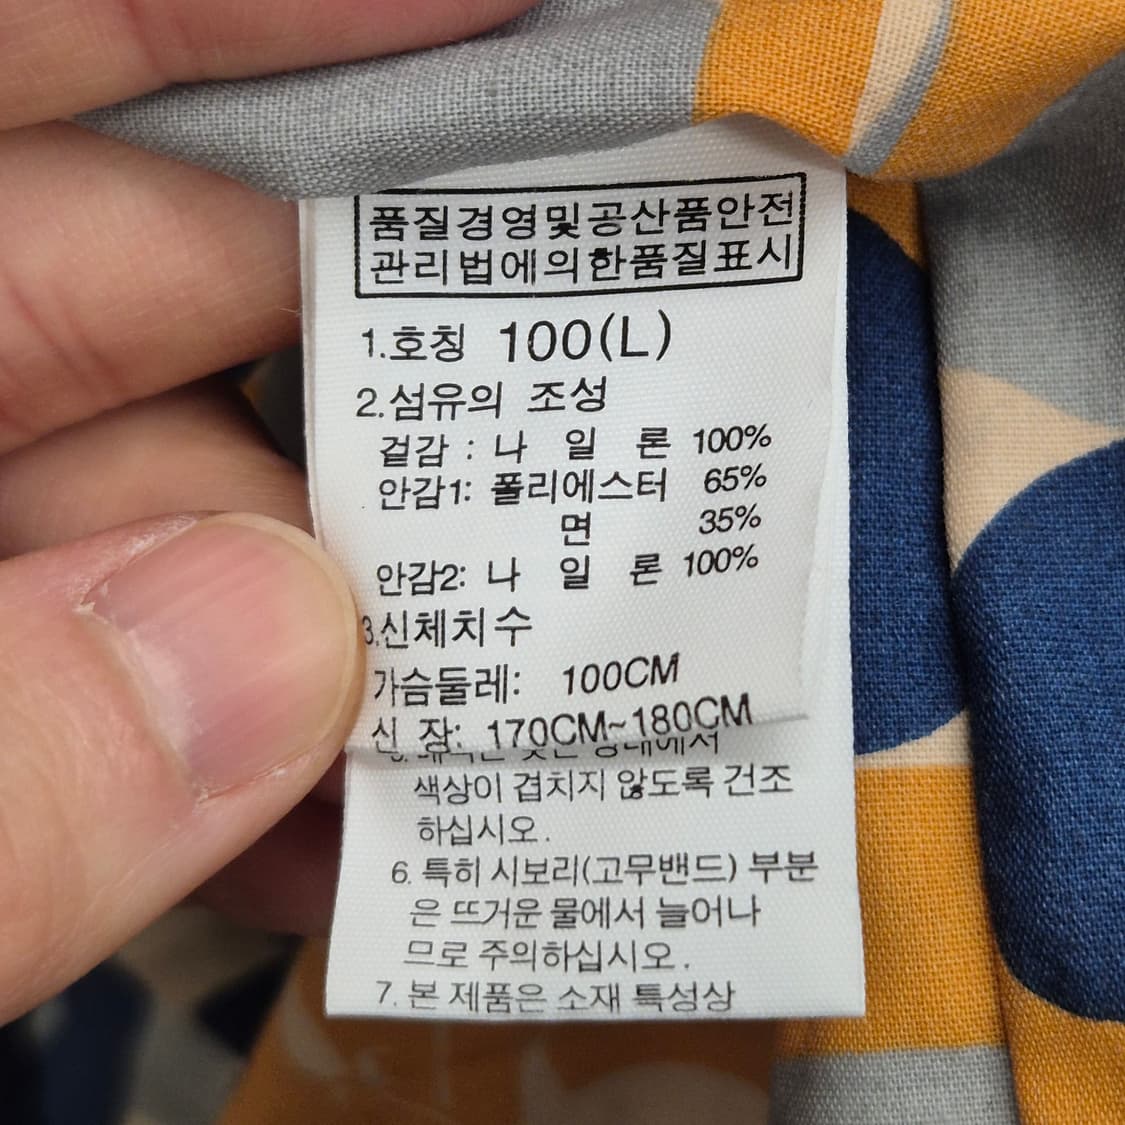 품질경영및공산품안전
관리법에의한품질표시
1.호칭 100(L)
2.섬유의 조성
겉감 : 나 일 론 100%
안감1: 폴리에스터 65%
면 35%
안감2: 나 일 론 100%
3.신체치수
가슴둘레: 100CM
신 장: 170CM~180CM
색상이 겹치지 않도록 건조
하십시오.
6. 특히 시보리(고무밴드) 부분
은 뜨거운 물에서 늘어나
므로 주의하십시오.
7. 본 제품은 소재 특성상